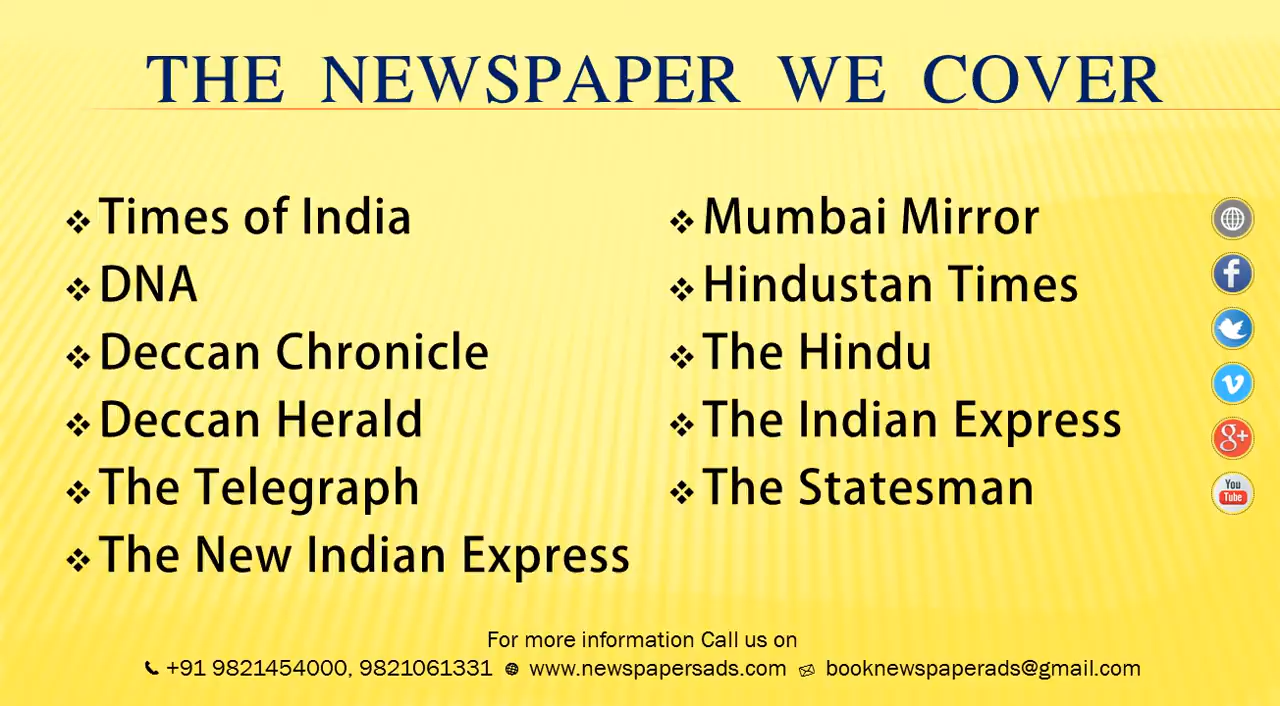 THE NEWSPAPER WE COVER
❖ Times of India
❖ DNA
❖ Deccan Chronicle
❖ Deccan Herald
❖ The Telegraph
❖ The New Indian Express
❖ Mumbai Mirror
❖ Hindustan Times
❖ The Hindu
❖ The Indian Express
❖ The Statesman
f
v
g+
You
Tube
For more information Call us on
+91 9821454000, 9821061331 www.newspapersads.com booknewspaperads@gmail.com